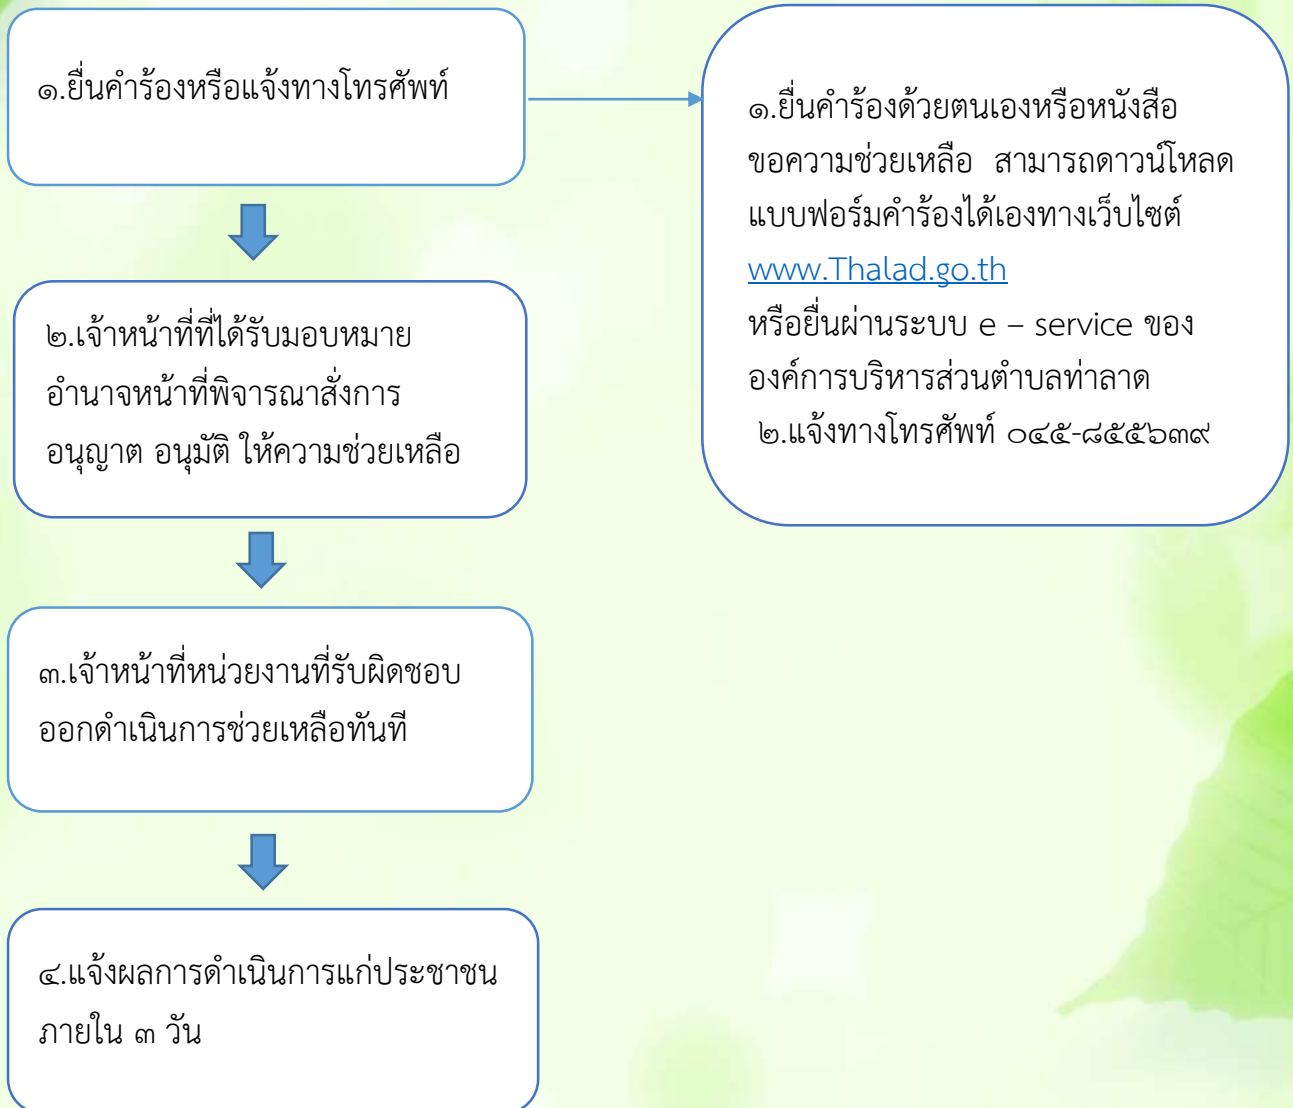 ๑.ยื่นคำร้องหรือแจ้งทางโทรศัพท์
๑.ยื่นคำร้องด้วยตนเองหรือหนังสือ
ขอความช่วยเหลือ สามารถดาวน์โหลด
แบบฟอร์มคำร้องได้เองทางเว็บไซต์
www.Thalad.go.th
หรือยื่นผ่านระบบ e – service ของ
องค์การบริหารส่วนตำบลท่าลาด
๒.แจ้งทางโทรศัพท์ ๐๔๕-๘๕๕๖๓๙
๒.เจ้าหน้าที่ที่ได้รับมอบหมาย
อำนาจหน้าที่พิจารณาสั่งการ
อนุญาต อนุมัติ ให้ความช่วยเหลือ
๓.เจ้าหน้าที่หน่วยงานที่รับผิดชอบ
ออกดำเนินการช่วยเหลือทันที
๔.แจ้งผลการดำเนินการแก่ประชาชน
ภายใน ๓ วัน